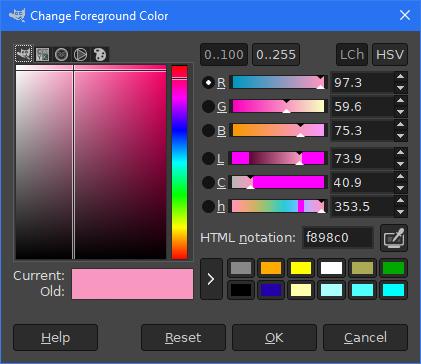 Change Foreground Color
0..100 0..255 LCh HSV
R 97.3
G 59.6
B 75.3
L 73.9
C 40.9
h 353.5
HTML notation: f898c0
Current:
Old:
Help Reset OK Cancel